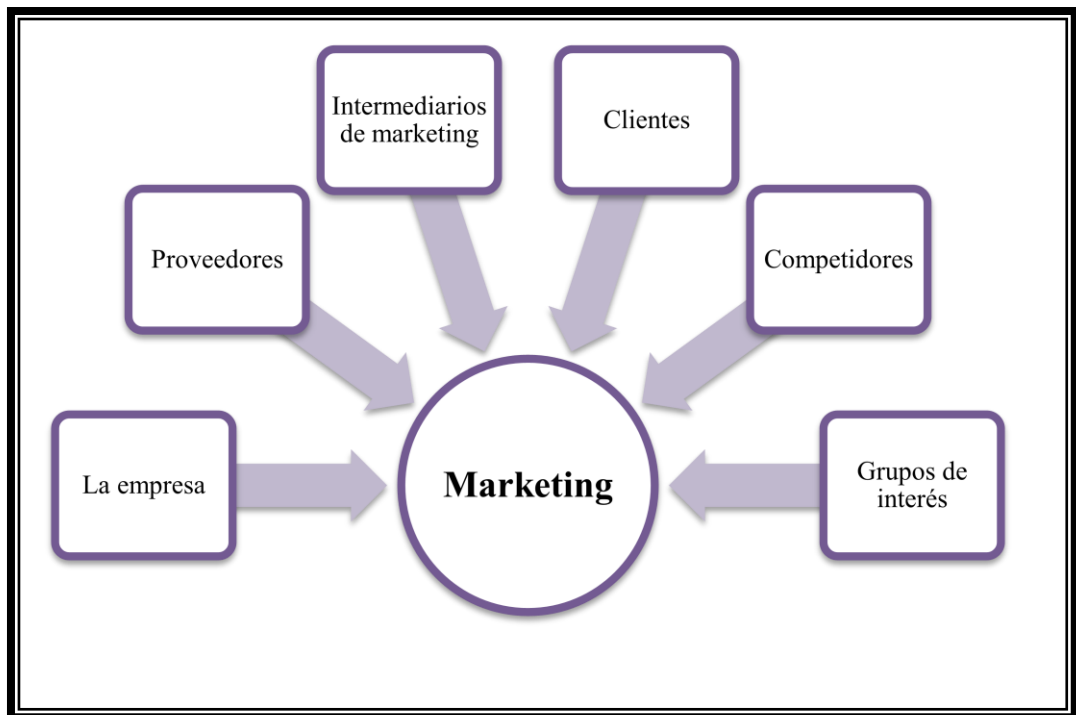 Intermediarios
de marketing
Clientes
Proveedores
Competidores
La empresa
Marketing
Grupos de
interés